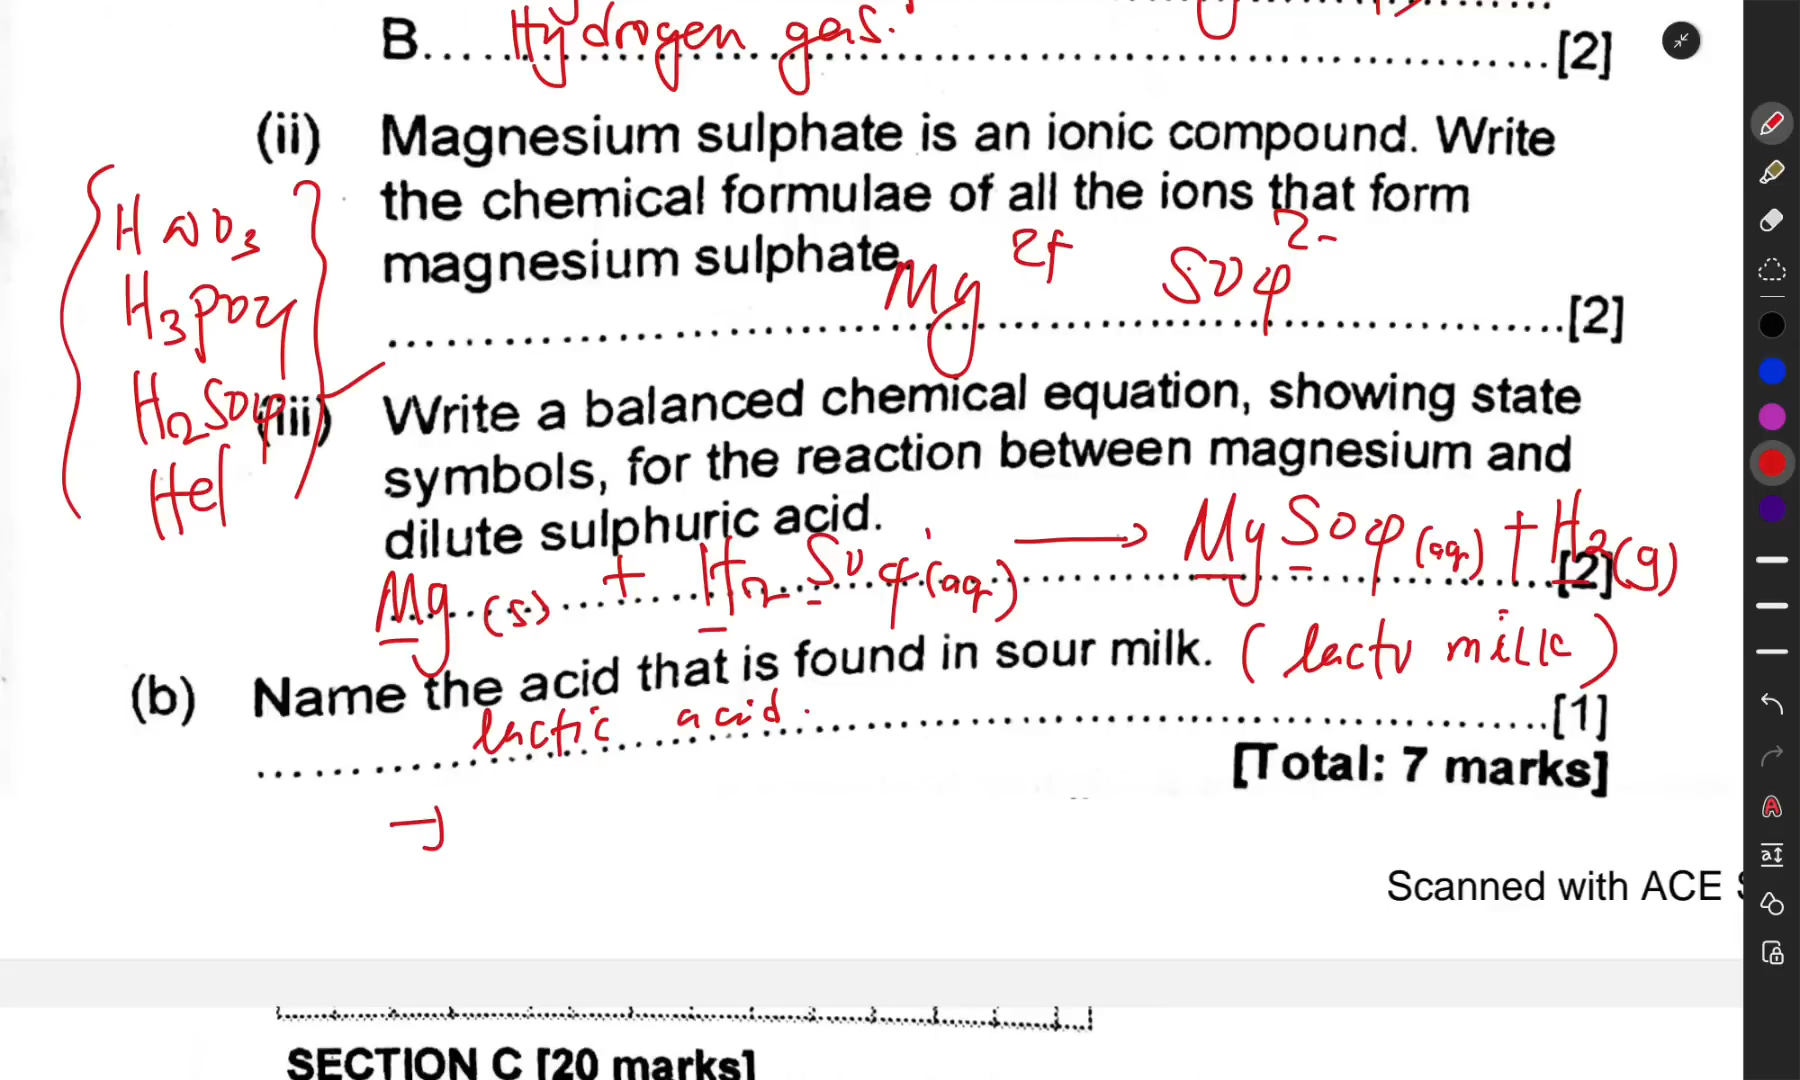 B.... Hydrogen gas. [2]
(ii) Magnesium sulphate is an ionic compound. Write
the chemical formulae of all the ions that form
magnesium sulphate.
Mg 2+ SO4 2-
[2]
HNO3
H3PO4
H2SO4
HCl
(iii) Write a balanced chemical equation, showing state
symbols, for the reaction between magnesium and
dilute sulphuric acid.
Mg (s) + H2SO4 (aq) → MgSO4 (aq) + H2 (g)
[2]
(b) Name the acid that is found in sour milk. (lacto milk)
lactic acid. [1]
[Total: 7 marks]
Scanned with ACE
SECTION C [20 marks]